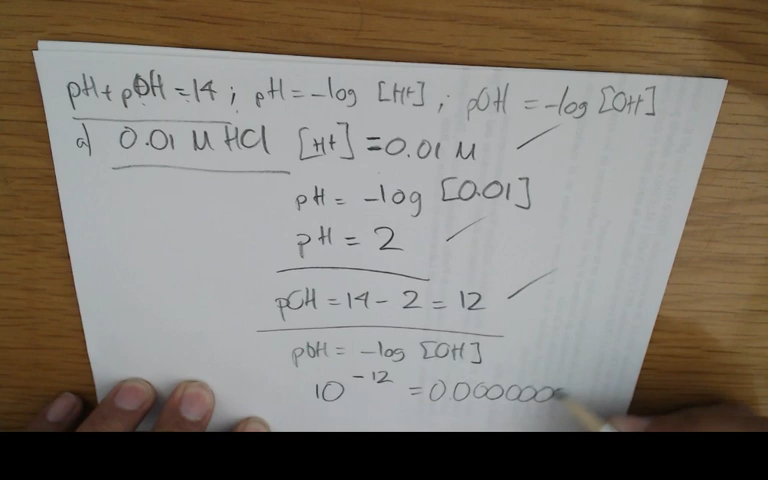 pH + pOH = 14 ; pH = -log [H+] ; pOH = -log [OH]
a) 0.01 M HCl [H+] = 0.01 M
pH = -log [0.01]
pH = 2
pOH = 14 - 2 = 12
pOH = -log [OH]
10^-12 = 0.0000000